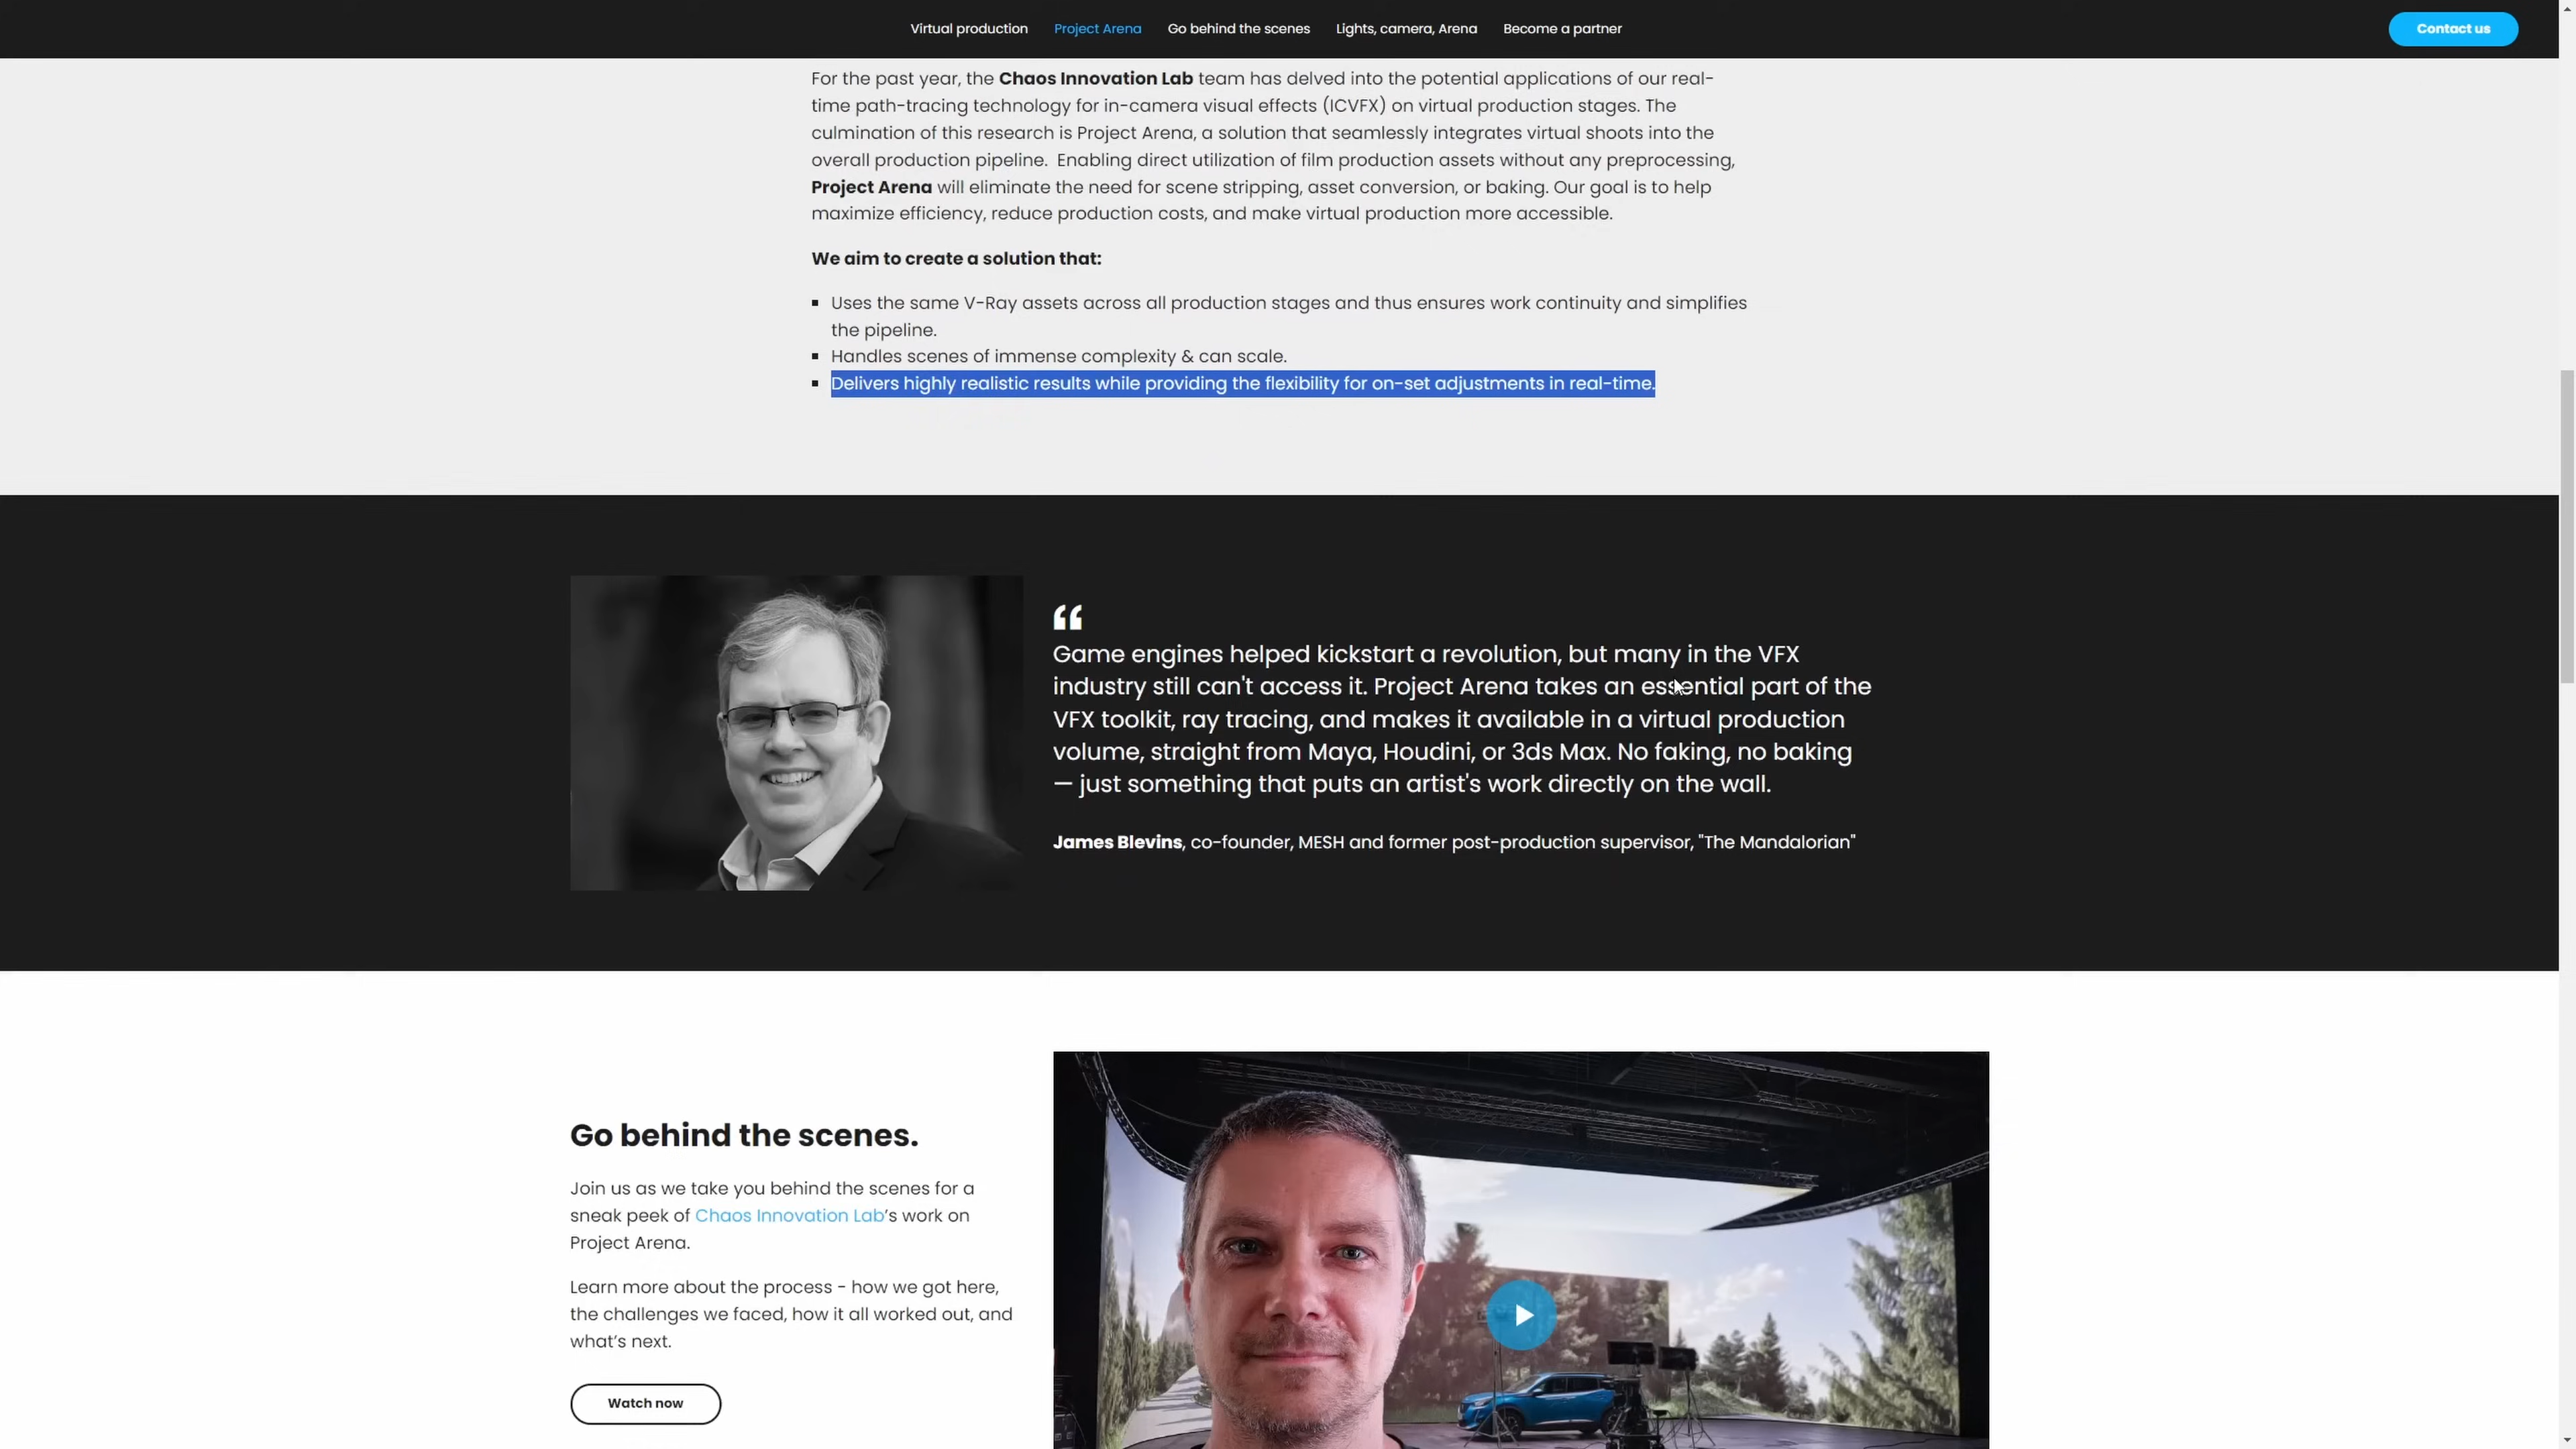 Virtual production Project Arena Go behind the scenes Lights, camera, Arena Become a partner Contact us
For the past year, the Chaos Innovation Lab team has delved into the potential applications of our real-
time path-tracing technology for in-camera visual effects (ICVFX) on virtual production stages. The
culmination of this research is Project Arena, a solution that seamlessly integrates virtual shoots into the
overall production pipeline. Enabling direct utilization of film production assets without any preprocessing,
Project Arena will eliminate the need for scene stripping, asset conversion, or baking. Our goal is to help
maximize efficiency, reduce production costs, and make virtual production more accessible.
We aim to create a solution that:
Uses the same V-Ray assets across all production stages and thus ensures work continuity and simplifies
the pipeline.
Handles scenes of immense complexity & can scale.
Delivers highly realistic results while providing the flexibility for on-set adjustments in real-time.
“
Game engines helped kickstart a revolution, but many in the VFX
industry still can't access it. Project Arena takes an essential part of the
VFX toolkit, ray tracing, and makes it available in a virtual production
volume, straight from Maya, Houdini, or 3ds Max. No faking, no baking
— just something that puts an artist's work directly on the wall.
James Blevins, co-founder, MESH and former post-production supervisor, "The Mandalorian"
Go behind the scenes.
Join us as we take you behind the scenes for a
sneak peek of Chaos Innovation Lab’s work on
Project Arena.
Learn more about the process - how we got here,
the challenges we faced, how it all worked out, and
what’s next.
Watch now